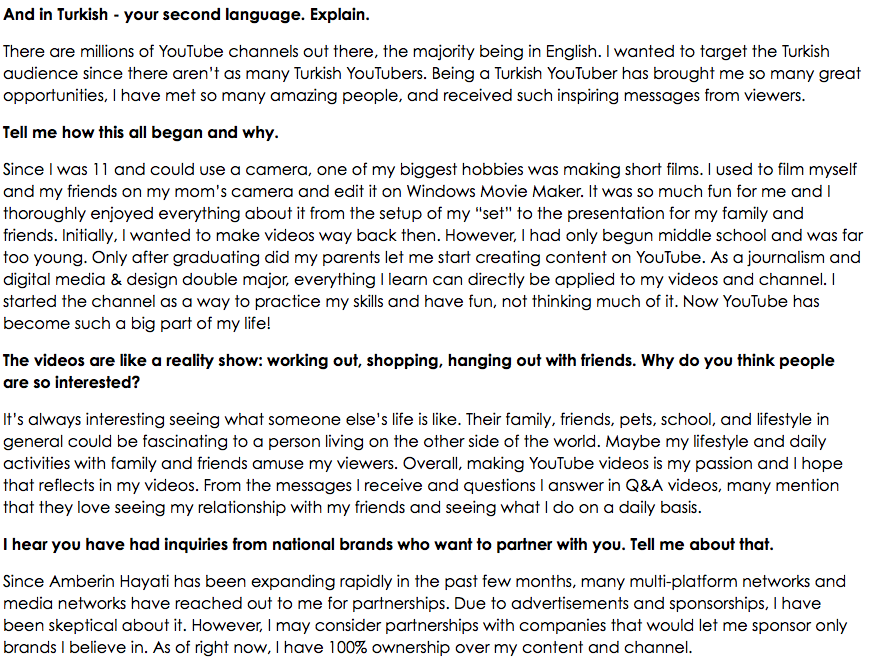 And in Turkish - your second language. Explain.
There are millions of YouTube channels out there, the majority being in English. I wanted to target the Turkish
audience since there aren't as many Turkish YouTubers. Being a Turkish YouTuber has brought me so many great
opportunities, I have met so many amazing people, and received such inspiring messages from viewers.
Tell me how this all began and why.
Since I was 11 and could use a camera, one of my biggest hobbies was making short films. I used to film myself
and my friends on my mom's camera and edit it on Windows Movie Maker. It was so much fun for me and I
thoroughly enjoyed everything about it from the setup of my "set" to the presentation for my family and
friends. Initially, I wanted to make videos way back then. However, I had only begun middle school and was far
too young. Only after graduating did my parents let me start creating content on YouTube. As a journalism and
digital media & design double major, everything I learn can directly be applied to my videos and channel. I
started the channel as a way to practice my skills and have fun, not thinking much of it. Now YouTube has
become such a big part of my life!
The videos are like a reality show: working out, shopping, hanging out with friends. Why do you think people
are so interested?
It's always interesting seeing what someone else's life is like. Their family, friends, pets, school, and lifestyle in
general could be fascinating to a person living on the other side of the world. Maybe my lifestyle and daily
activities with family and friends amuse my viewers. Overall, making YouTube videos is my passion and I hope
that reflects in my videos. From the messages I receive and questions I answer in Q&A videos, many mention
that they love seeing my relationship with my friends and seeing what I do on a daily basis.
I hear you have had inquiries from national brands who want to partner with you. Tell me about that.
Since Amberin Hayati has been expanding rapidly in the past few months, many multi-platform networks and
media networks have reached out to me for partnerships. Due to advertisements and sponsorships, I have
been skeptical about it. However, I may consider partnerships with companies that would let me sponsor only
brands I believe in. As of right now, I have 100% ownership over my content and channel.